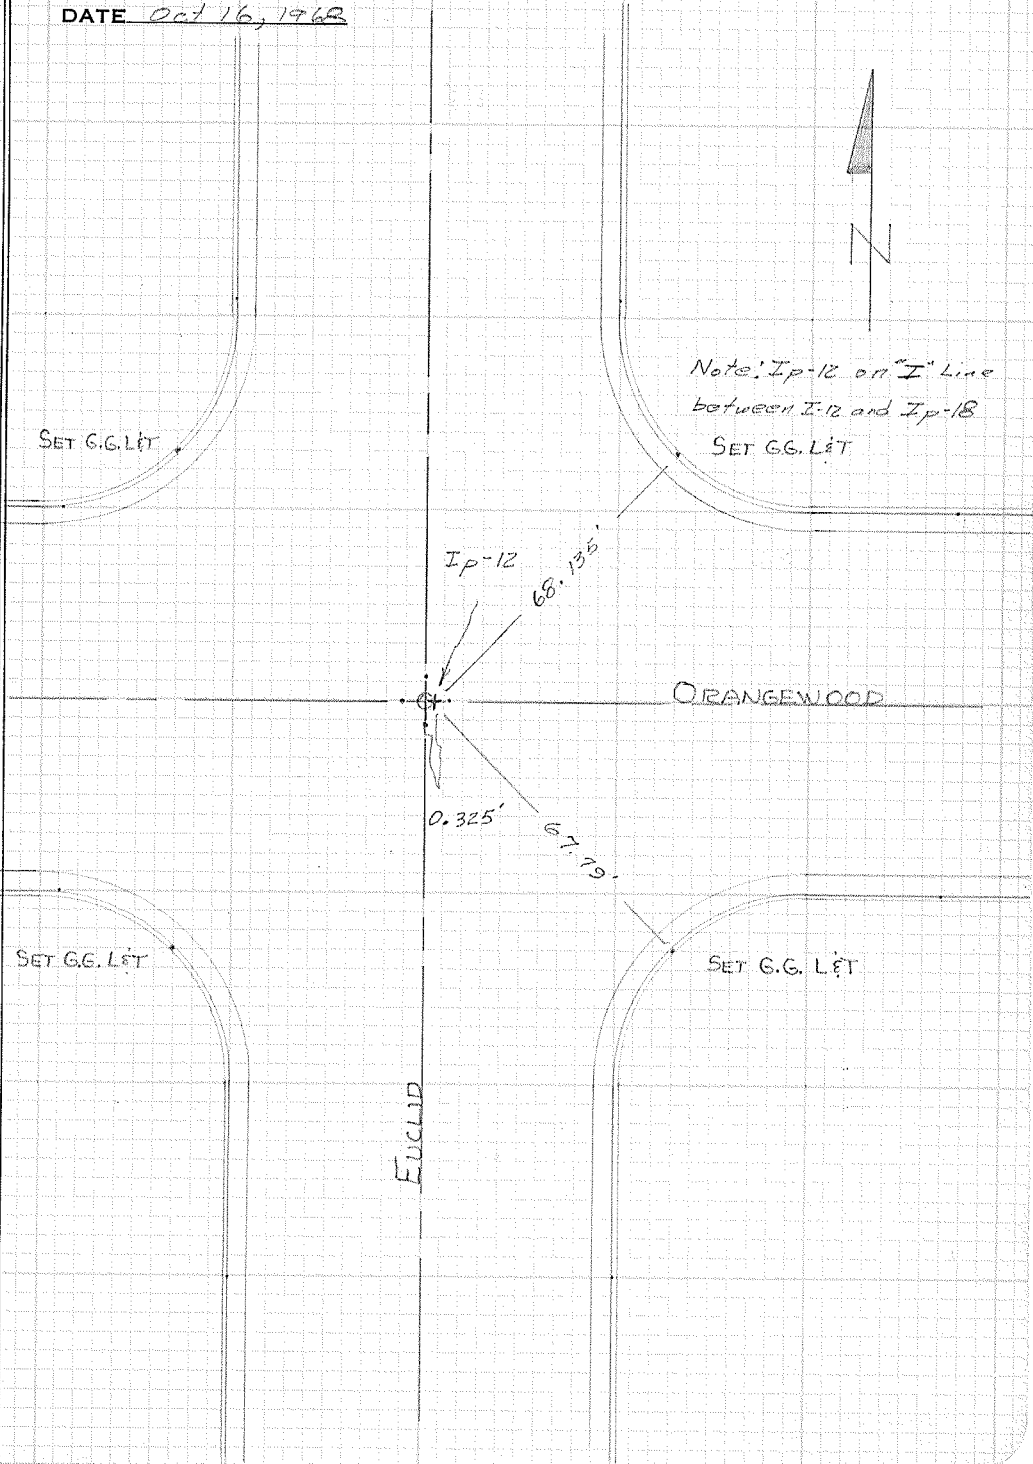 DATE Oct 16, 1968
N
Note: Ip-12 on "I" Line
between I-12 and Ip-18
SET G.G. L&T
SET G.G. L&T
Ip-12
68.135'
ORANGEWOOD
0.325'
67.79'
SET G.G. L&T
SET G.G. L&T
EUCLID